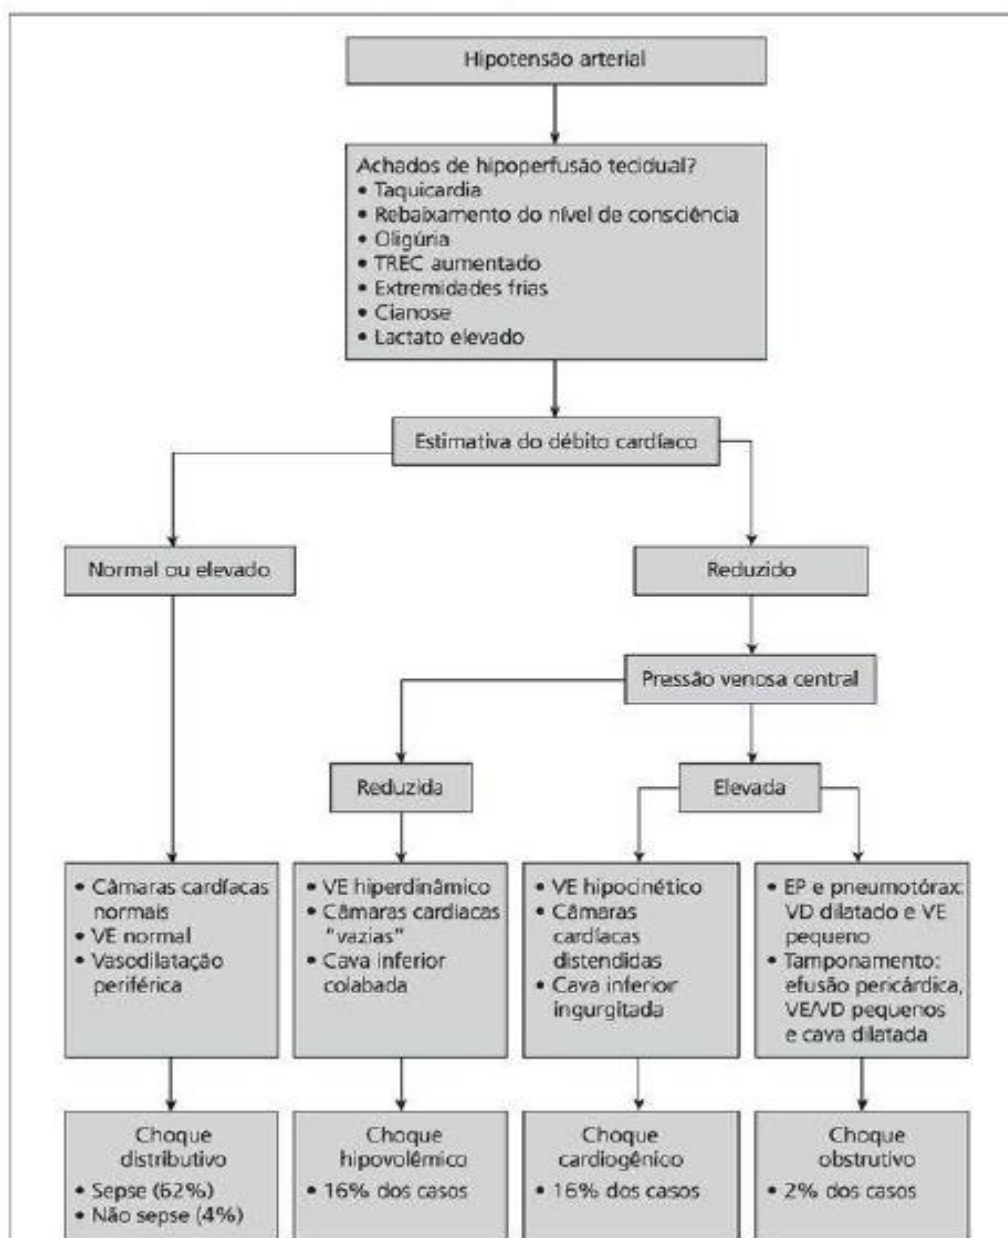 Hipotensão arterial
Achados de hipoperfusão tecidual?
• Taquicardia
• Rebaixamento do nível de consciência
• Oligúria
• TREC aumentado
• Extremidades frias
• Cianose
• Lactato elevado
Estimativa do débito cardíaco
Normal ou elevado
Reduzido
Pressão venosa central
Reduzida
Elevada
• Câmaras cardíacas
normais
• VE normal
• Vasodilatação
periférica
• VE hiperdinâmico
• Câmaras cardíacas
"vazias"
• Cava inferior
colabada
• VE hipocinético
• Câmaras
cardíacas
distendidas
• Cava inferior
ingurgitada
• EP e pneumotórax:
VD dilatado e VE
pequeno
• Tamponamento:
efusão pericárdica,
VE/VD pequenos
e cava dilatada
Choque
distributivo
• Sepse (62%)
• Não sepse (4%)
Choque
hipovolêmico
• 16% dos casos
Choque
cardiogênico
• 16% dos casos
Choque
obstrutivo
• 2% dos casos